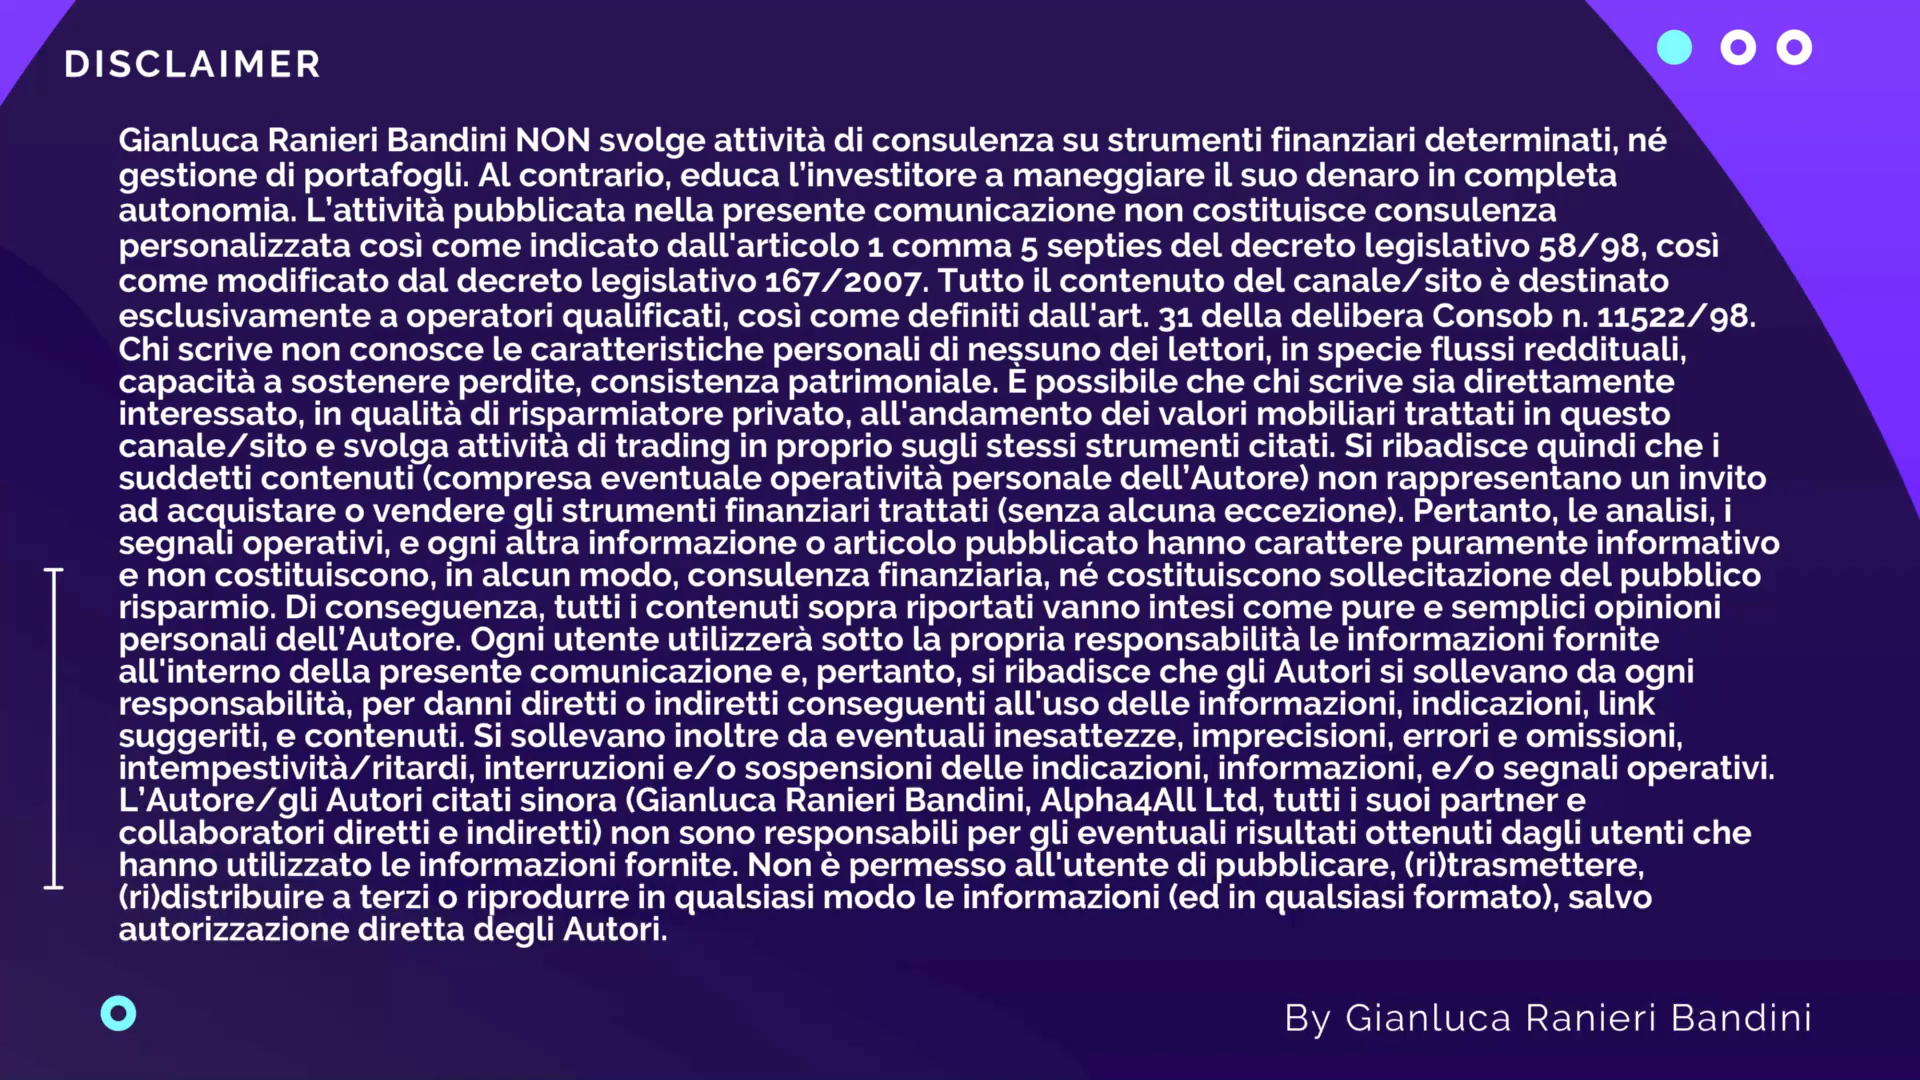 DISCLAIMER
Gianluca Ranieri Bandini NON svolge attività di consulenza su strumenti finanziari determinati, né
gestione di portafogli. Al contrario, educa l’investitore a maneggiare il suo denaro in completa
autonomia. L’attività pubblicata nella presente comunicazione non costituisce consulenza
personalizzata così come indicato dall'articolo 1 comma 5 septies del decreto legislativo 58/98, così
come modificato dal decreto legislativo 167/2007. Tutto il contenuto del canale/sito è destinato
esclusivamente a operatori qualificati, così come definiti dall'art. 31 della delibera Consob n. 11522/98.
Chi scrive non conosce le caratteristiche personali di nessuno dei lettori, in specie flussi reddituali,
capacità a sostenere perdite, consistenza patrimoniale. È possibile che chi scrive sia direttamente
interessato, in qualità di risparmiatore privato, all'andamento dei valori mobiliari trattati in questo
canale/sito e svolga attività di trading in proprio sugli stessi strumenti citati. Si ribadisce quindi che i
suddetti contenuti (compresa eventuale operatività personale dell’Autore) non rappresentano un invito
ad acquistare o vendere gli strumenti finanziari trattati (senza alcuna eccezione). Pertanto, le analisi, i
segnali operativi, e ogni altra informazione o articolo pubblicato hanno carattere puramente informativo
e non costituiscono, in alcun modo, consulenza finanziaria, né costituiscono sollecitazione del pubblico
risparmio. Di conseguenza, tutti i contenuti sopra riportati vanno intesi come pure e semplici opinioni
personali dell’Autore. Ogni utente utilizzerà sotto la propria responsabilità le informazioni fornite
all'interno della presente comunicazione e, pertanto, si ribadisce che gli Autori si sollevano da ogni
responsabilità, per danni diretti o indiretti conseguenti all'uso delle informazioni, indicazioni, link
suggeriti, e contenuti. Si sollevano inoltre da eventuali inesattezze, imprecisioni, errori e omissioni,
intempestività/ritardi, interruzioni e/o sospensioni delle indicazioni, informazioni, e/o segnali operativi.
L’Autore/gli Autori citati sinora (Gianluca Ranieri Bandini, Alpha4All Ltd, tutti i suoi partner e
collaboratori diretti e indiretti) non sono responsabili per gli eventuali risultati ottenuti dagli utenti che
hanno utilizzato le informazioni fornite. Non è permesso all'utente di pubblicare, (ri)trasmettere,
(ri)distribuire a terzi o riprodurre in qualsiasi modo le informazioni (ed in qualsiasi formato), salvo
autorizzazione diretta degli Autori.
By Gianluca Ranieri Bandini